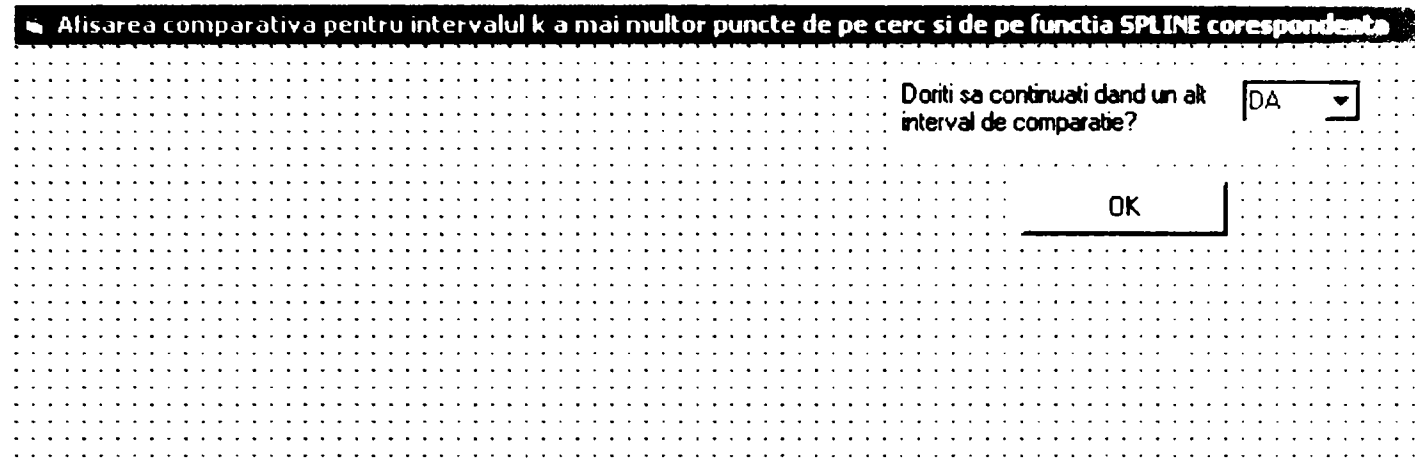 Afisarea comparativa pentru intervalul k a mai multor puncte de pe cerc si de pe functia SPLINE corespondenta
Doriti sa continuati dand un alt
interval de comparatie?
DA
OK